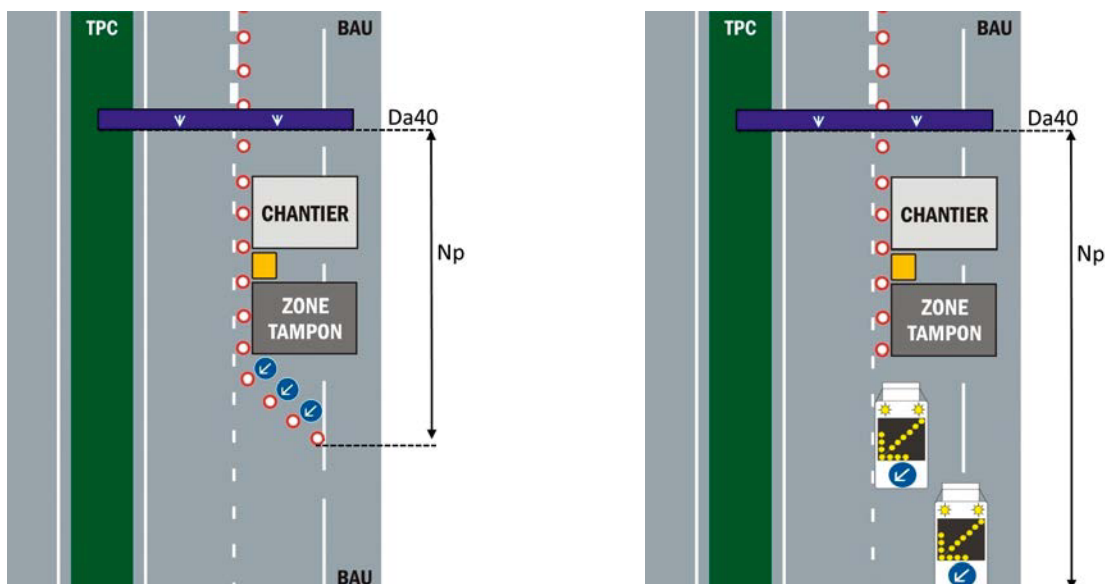 TPC
BAU
Da40
CHANTIER
Np
ZONE
TAMPON
BAU
TPC
BAU
Da40
CHANTIER
Np
ZONE
TAMPON